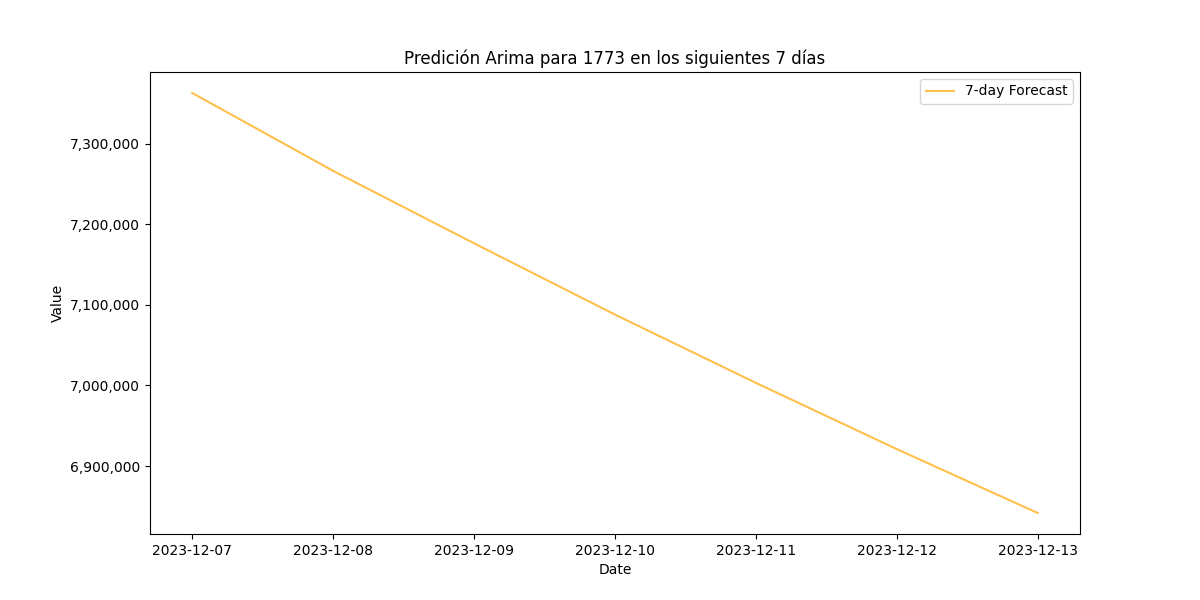 Predición Arima para 1773 en los siguientes 7 días
7-day Forecast
7,300,000
7,200,000
7,100,000
7,000,000
6,900,000
Value
2023-12-07 2023-12-08 2023-12-09 2023-12-10 2023-12-11 2023-12-12 2023-12-13
Date